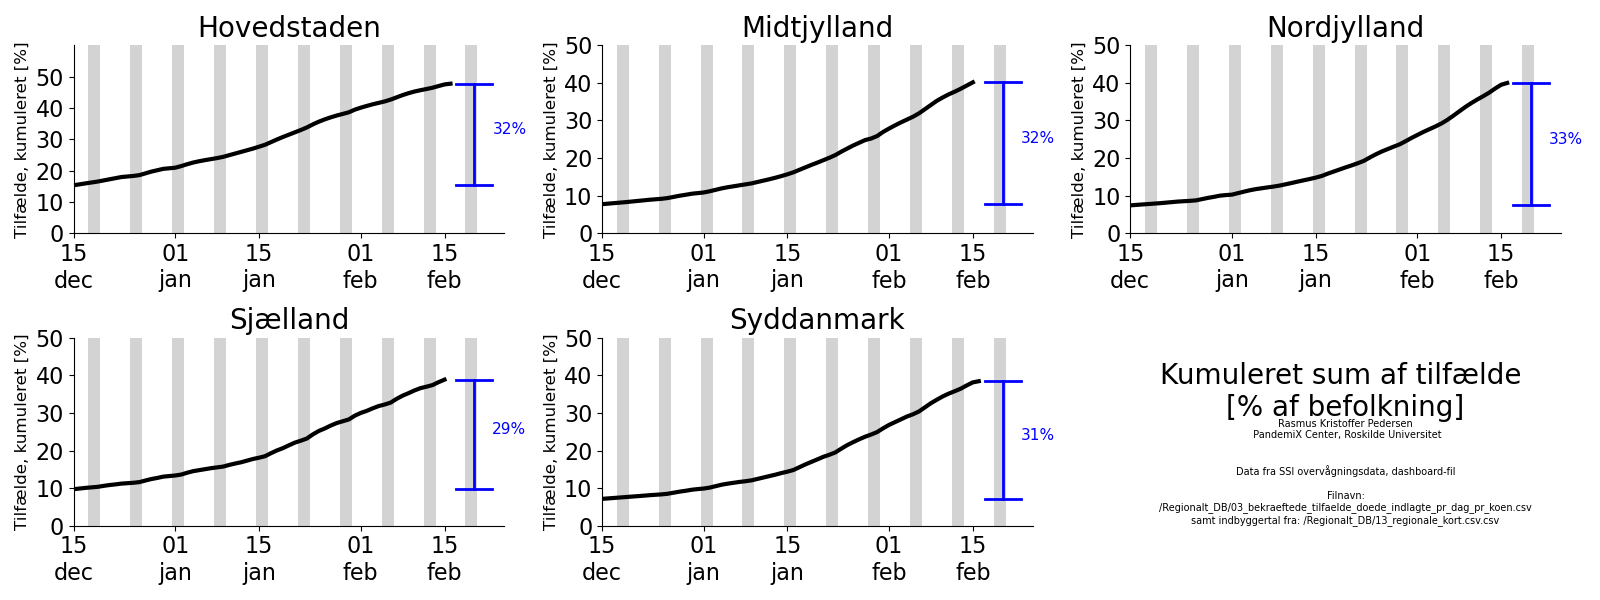 Hovedstaden
Tilfælde, kumuleret [%]
50
40
30
20
10
0
32%
15 01 15 01 15
dec jan jan feb feb
Midtjylland
Tilfælde, kumuleret [%]
50
40
30
20
10
0
32%
15 01 15 01 15
dec jan jan feb feb
Nordjylland
Tilfælde, kumuleret [%]
50
40
30
20
10
0
33%
15 01 15 01 15
dec jan jan feb feb
Sjælland
Tilfælde, kumuleret [%]
50
40
30
20
10
0
29%
15 01 15 01 15
dec jan jan feb feb
Syddanmark
Tilfælde, kumuleret [%]
50
40
30
20
10
0
31%
15 01 15 01 15
dec jan jan feb feb
Kumuleret sum af tilfælde
[% af befolkning]
Rasmus Kristoffer Pedersen
PandemiX Center, Roskilde Universitet
Data fra SSI overvågningsdata, dashboard-fil
Filnavn:
/Regionalt_DB/03_bekraeftede_tilfaelde_doede_indlagte_pr_dag_pr_koen.csv
samt indbyggertal fra: /Regionalt_DB/13_regionale_kort.csv.csv